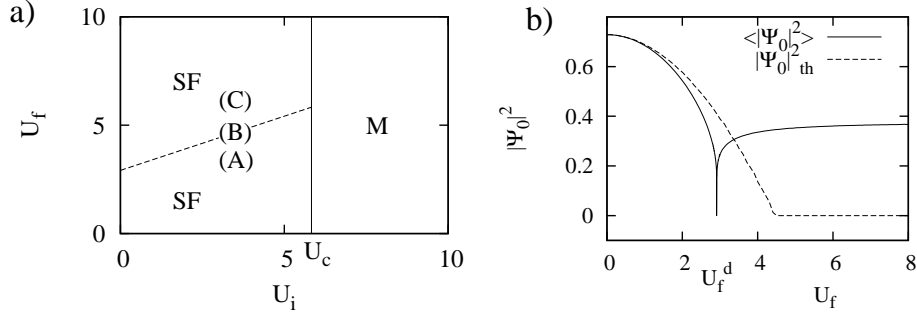 a)
10
5
0
U_f
SF
(C)
(B)
(A)
SF
M
0
5
U_c
10
U_i
b)
<|Ψ_0|^2>
|Ψ_0|^2_th
0.6
0.4
0.2
0
|Ψ_0|^2
0
2
U_f^d
4
6
8
U_f